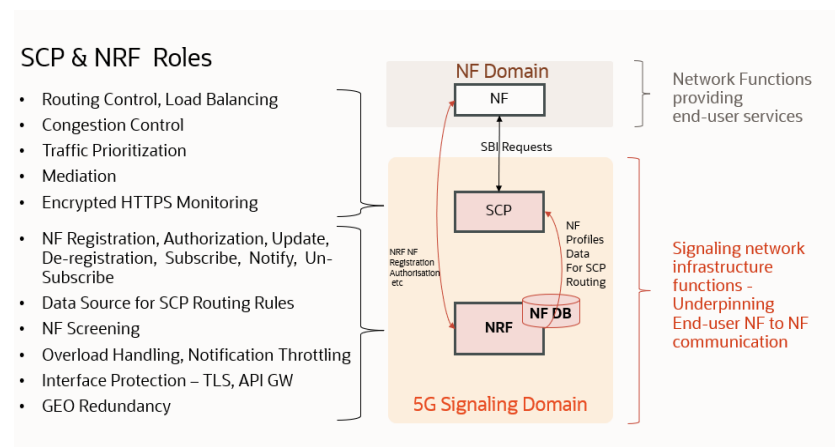 SCP & NRF Roles
• Routing Control, Load Balancing
• Congestion Control
• Traffic Prioritization
• Mediation
• Encrypted HTTPS Monitoring
• NF Registration, Authorization, Update,
De-registration, Subscribe, Notify, Un-
Subscribe
• Data Source for SCP Routing Rules
• NF Screening
• Overload Handling, Notification Throttling
• Interface Protection – TLS, API GW
• GEO Redundancy
NF Domain
NF
SBI Requests
SCP
NRF NF
Registration
Authorisation
etc
NF
Profiles
Data
For SCP
Routing
NF DB
NRF
5G Signaling Domain
Network Functions
providing
end-user services
Signaling network
infrastructure
functions -
Underpinning
End-user NF to NF
communication